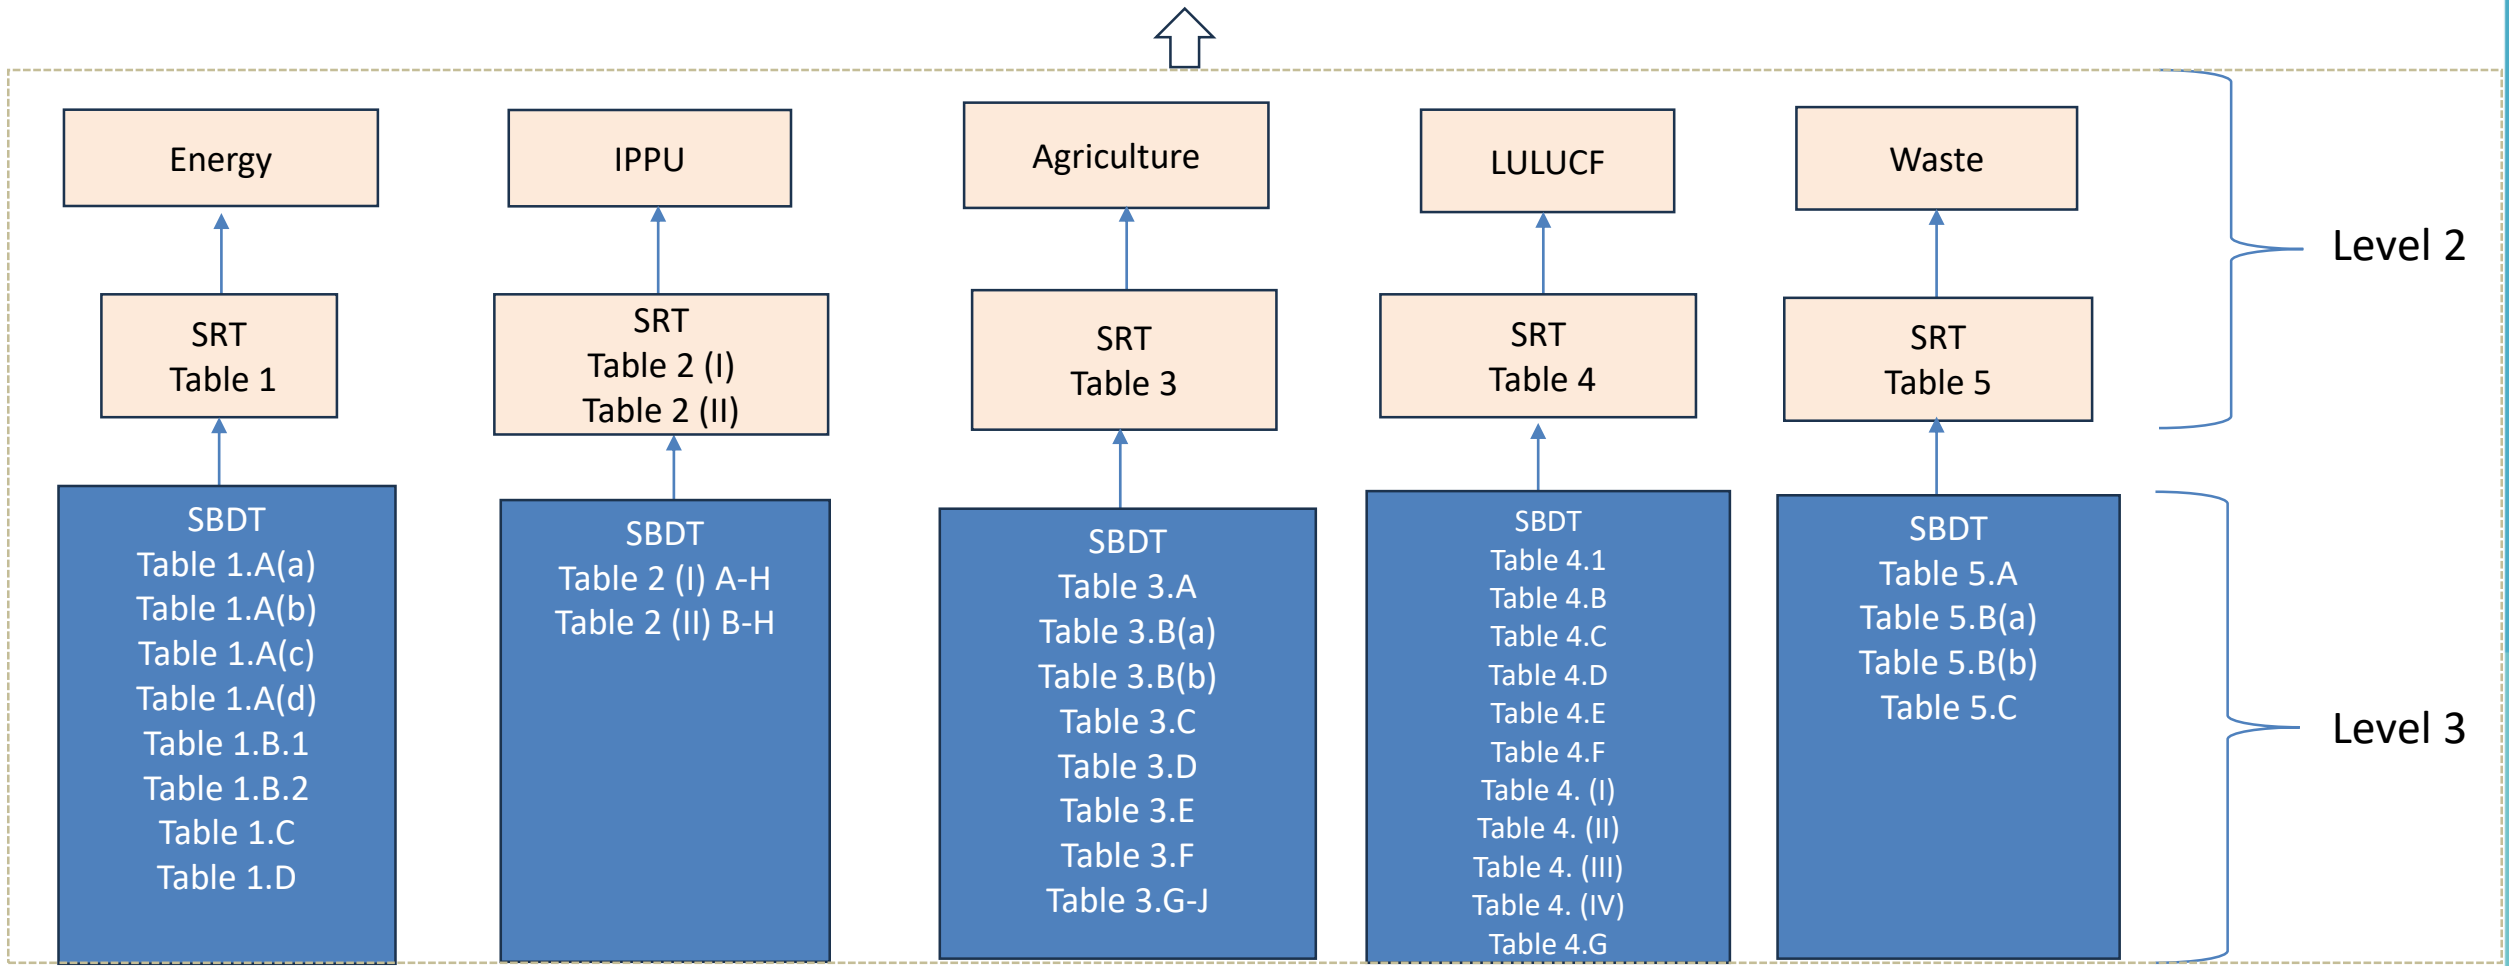 Energy
IPPU
Agriculture
LULUCF
Waste
Level 2
SRT
Table 1
SRT
Table 2 (I)
Table 2 (II)
SRT
Table 3
SRT
Table 4
SRT
Table 5
SBDT
Table 1.A(a)
Table 1.A(b)
Table 1.A(c)
Table 1.A(d)
Table 1.B.1
Table 1.B.2
Table 1.C
Table 1.D
SBDT
Table 2 (I) A-H
Table 2 (II) B-H
SBDT
Table 3.A
Table 3.B(a)
Table 3.B(b)
Table 3.C
Table 3.D
Table 3.E
Table 3.F
Table 3.G-J
SBDT
Table 4.1
Table 4.B
Table 4.C
Table 4.D
Table 4.E
Table 4.F
Table 4. (I)
Table 4. (II)
Table 4. (III)
Table 4. (IV)
Table 4.G
SBDT
Table 5.A
Table 5.B(a)
Table 5.B(b)
Table 5.C
Level 3